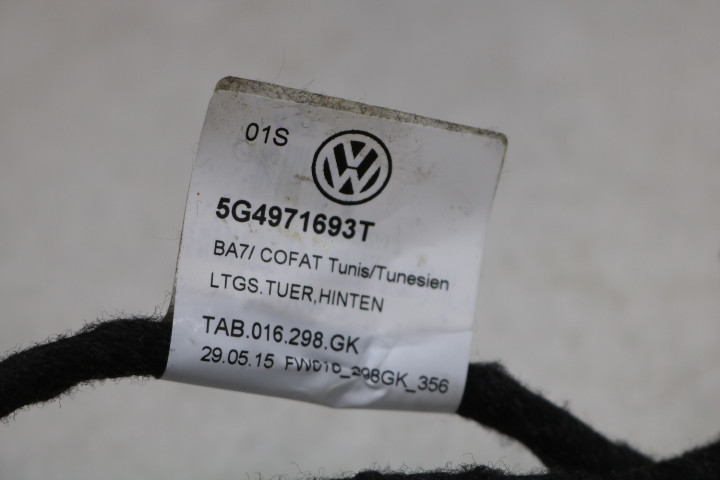 01S
5G4971693T
BA7/ COFAT Tunis/Tunesien
LTGS.TUER,HINTEN
TAB.016.298.GK
29.05.15